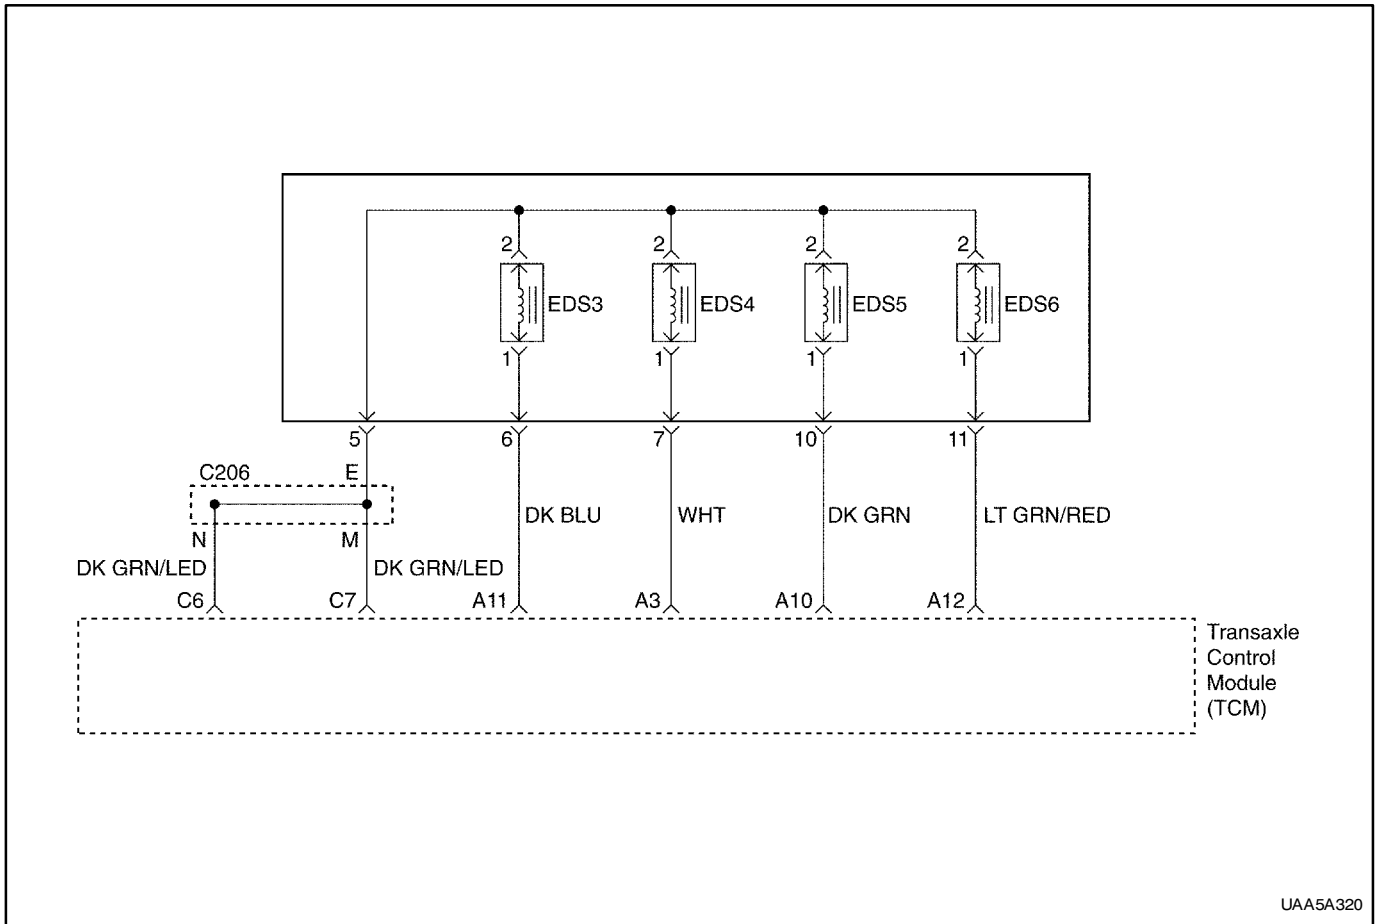 2 2 2 2
EDS3 EDS4 EDS5 EDS6
1 1 1 1
5 6 7 10 11
C206 E
DK BLU WHT DK GRN LT GRN/RED
N M
DK GRN/LED DK GRN/LED
C6 C7 A11 A3 A10 A12
Transaxle
Control
Module
(TCM)
UAA5A320